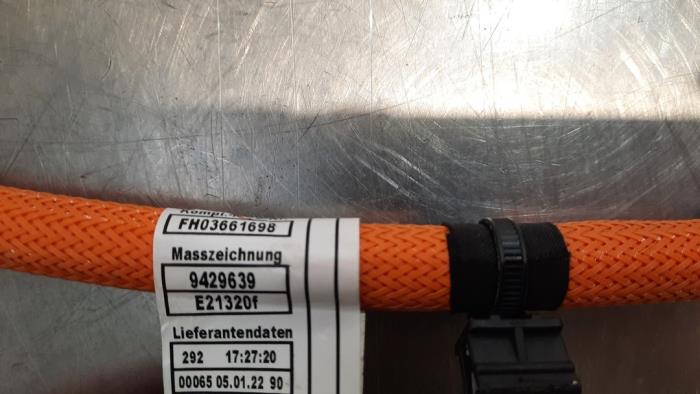 FH03661698
Masszeichnung
9429639
E21320f
Lieferantendaten
292 17:27:20
00065 05.01.22 90